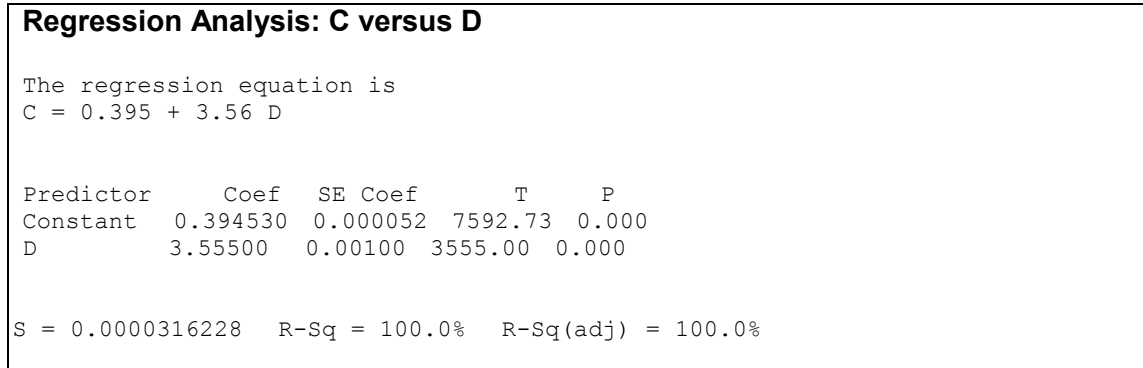 Regression Analysis: C versus D
The regression equation is
C = 0.395 + 3.56 D
Predictor Coef SE Coef T P
Constant 0.394530 0.000052 7592.73 0.000
D 3.55500 0.00100 3555.00 0.000
S = 0.0000316228 R-Sq = 100.0% R-Sq(adj) = 100.0%